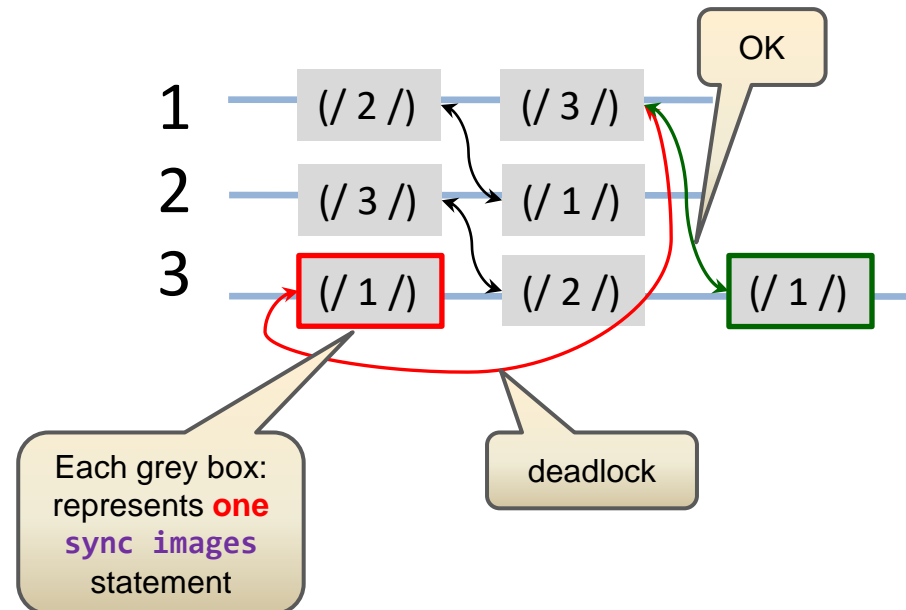 OK
1
(/ 2 /)
(/ 3 /)
2
(/ 3 /)
(/ 1 /)
3
(/ 1 /)
(/ 2 /)
(/ 1 /)
Each grey box:
represents one
sync images
statement
deadlock